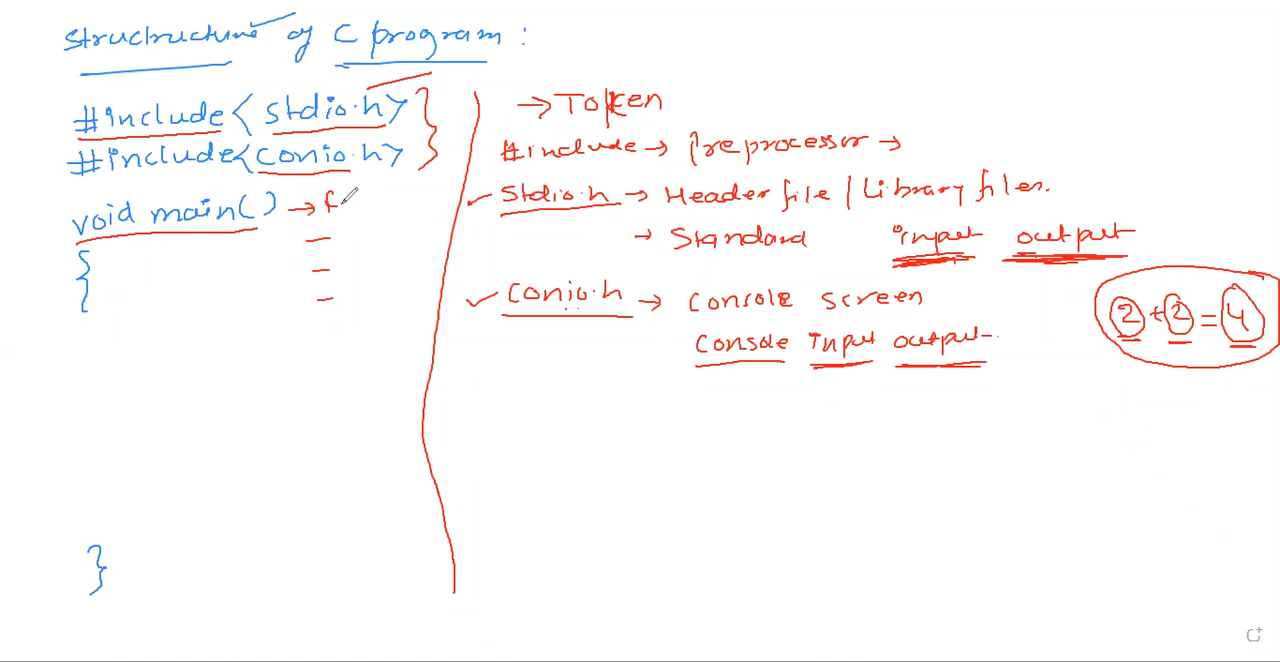 Structructure of C program :
#include < stdio.h>
#include<conio.h>
void main() → f
{
}
→ Token
#include → Preprocessor →
✓ Stdio.h → Header file / Library files.
→ Standard input output
✓ Conio.h → console screen
Console input output
2+2=4